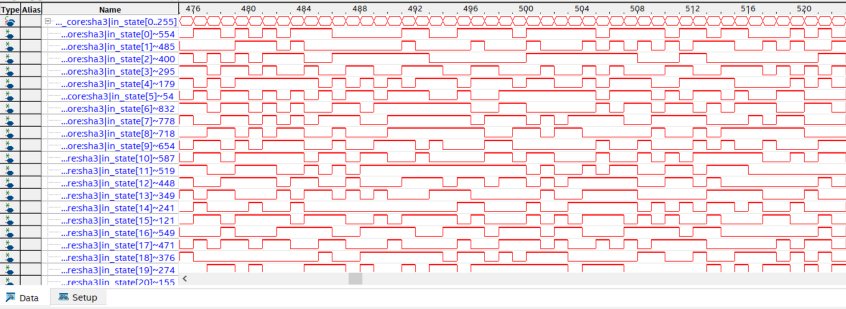 Type Alias Name 476 480 484 488 492 496 500 504 508 512 516 520
..._core:sha3|in_state[0..255]
...ore:sha3|in_state[0]~554
...ore:sha3|in_state[1]~485
...ore:sha3|in_state[2]~400
...ore:sha3|in_state[3]~295
...ore:sha3|in_state[4]~179
...core:sha3|in_state[5]~54
...ore:sha3|in_state[6]~832
...ore:sha3|in_state[7]~778
...ore:sha3|in_state[8]~718
...ore:sha3|in_state[9]~654
...re:sha3|in_state[10]~587
...re:sha3|in_state[11]~519
...re:sha3|in_state[12]~448
...re:sha3|in_state[13]~349
...re:sha3|in_state[14]~241
...re:sha3|in_state[15]~121
...re:sha3|in_state[16]~549
...re:sha3|in_state[17]~471
...re:sha3|in_state[18]~376
...re:sha3|in_state[19]~274
...re:sha3|in_state[20]~155
Data Setup